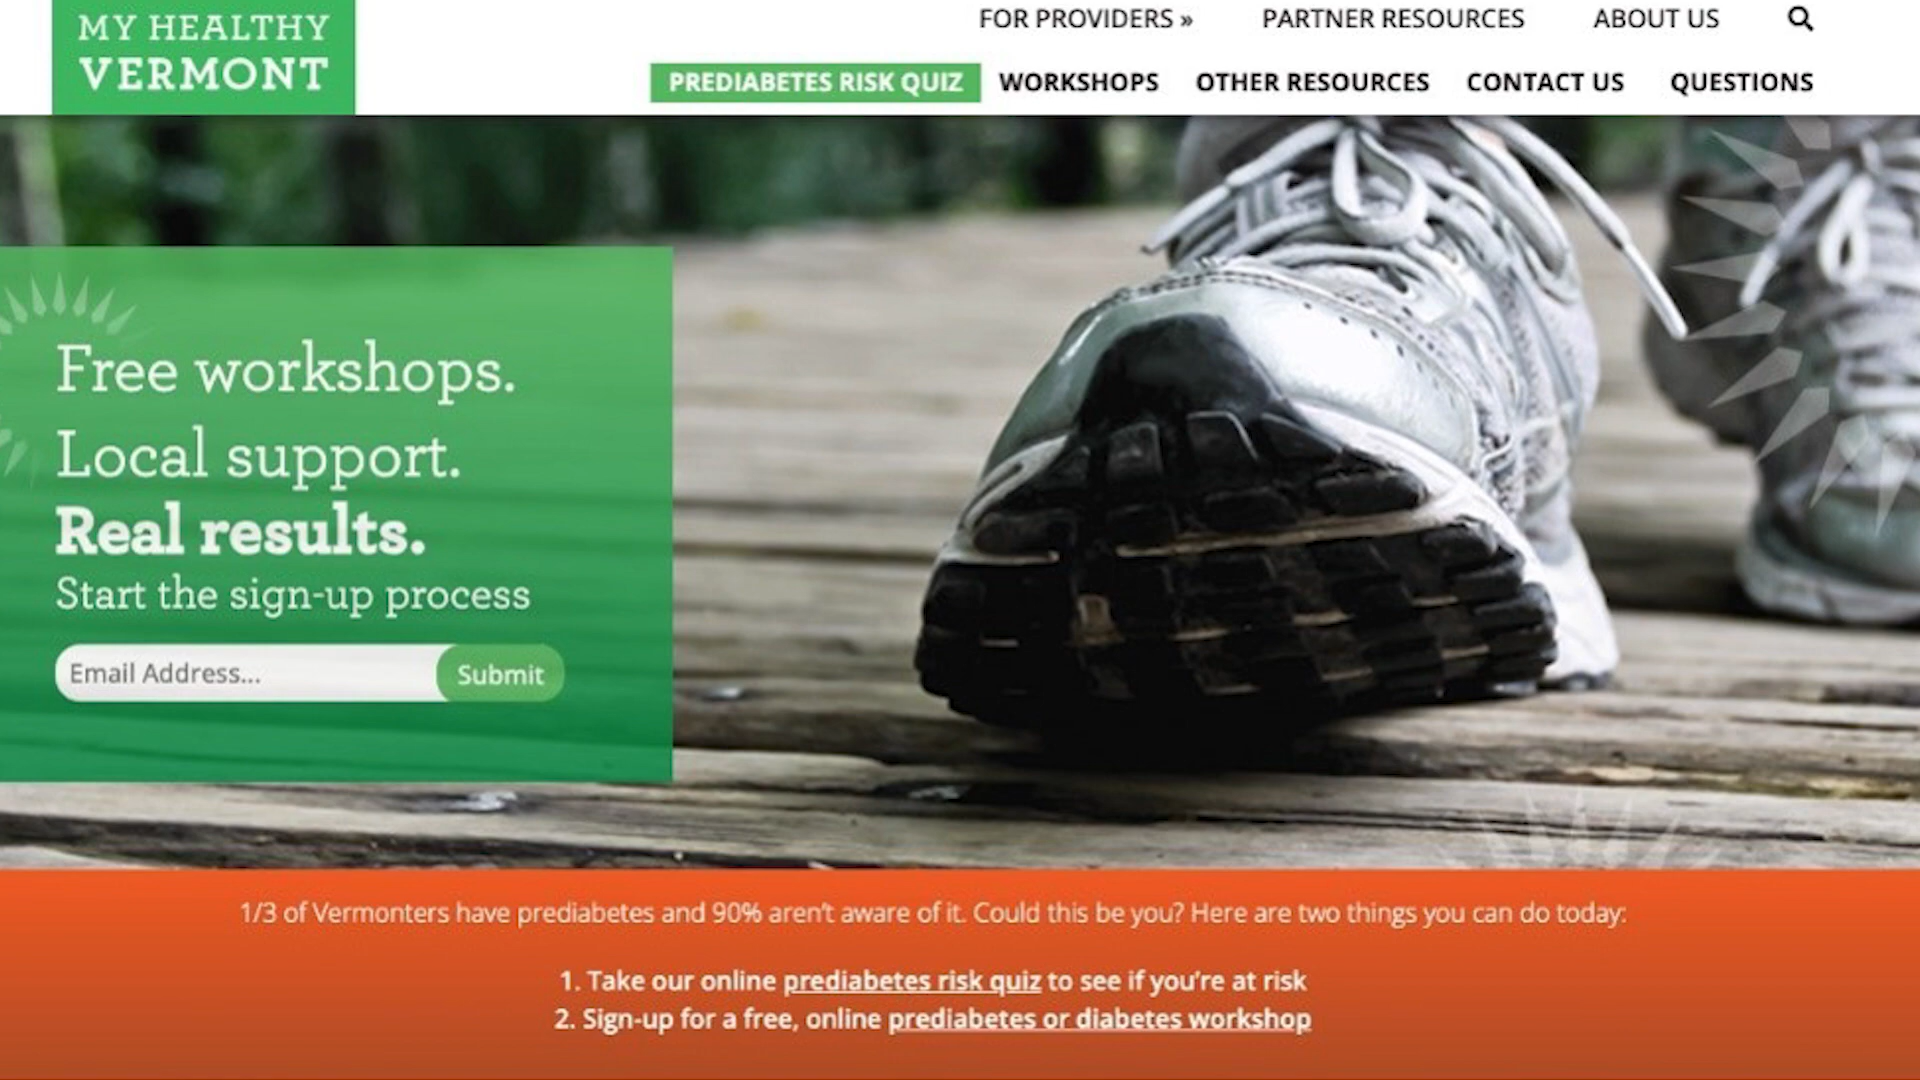 MY HEALTHY
VERMONT
FOR PROVIDERS »
PARTNER RESOURCES
ABOUT US
PREDIABETES RISK QUIZ
WORKSHOPS
OTHER RESOURCES
CONTACT US
QUESTIONS
Free workshops.
Local support.
Real results.
Start the sign-up process
Email Address...
Submit
1/3 of Vermonters have prediabetes and 90% aren't aware of it. Could this be you? Here are two things you can do today:
1. Take our online prediabetes risk quiz to see if you're at risk
2. Sign-up for a free, online prediabetes or diabetes workshop